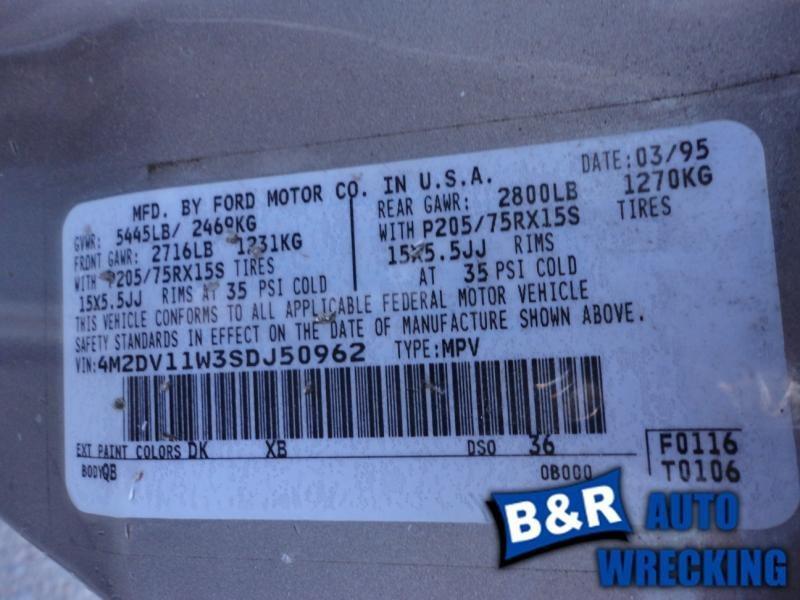 MFD. BY FORD MOTOR CO. IN U.S.A.
DATE: 03/95
GVWR: 5445LB/ 2469KG
FRONT GAWR: 2716LB 1231KG
WITH P205/75RX15S TIRES
15X5.5JJ RIMS AT 35 PSI COLD
REAR GAWR: 2800LB 1270KG
WITH P205/75RX15S TIRES
15X5.5JJ RIMS
AT 35 PSI COLD
THIS VEHICLE CONFORMS TO ALL APPLICABLE FEDERAL MOTOR VEHICLE
SAFETY STANDARDS IN EFFECT ON THE DATE OF MANUFACTURE SHOWN ABOVE.
VIN: 4M2DV11W3SDJ50962 TYPE: MPV
EXT PAINT COLORS DK XB DSO 36
BODY QB 0B000
F0116
T0106
B&R AUTO
WRECKING